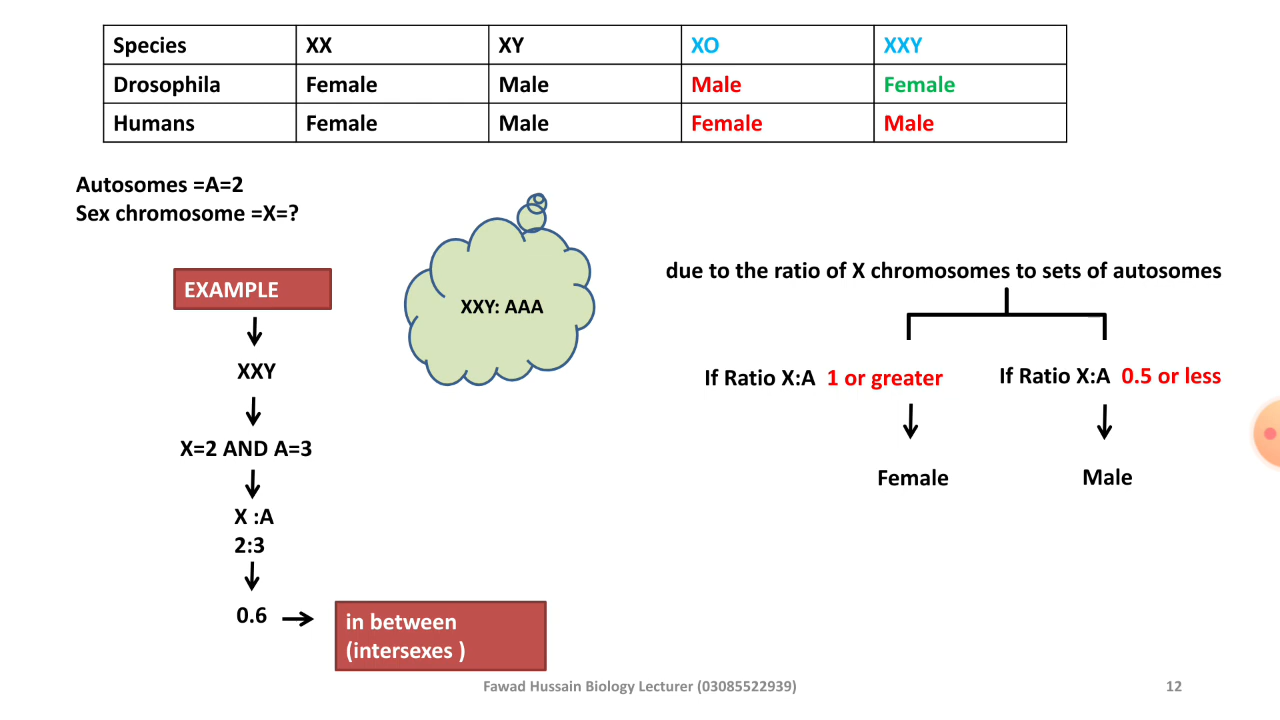 Species XX XY XO XXY
Drosophila Female Male Male Female
Humans Female Male Female Male
Autosomes =A=2
Sex chromosome =X=?
EXAMPLE
XXY
X=2 AND A=3
X :A
2:3
0.6
in between
(intersexes )
XXY: AAA
due to the ratio of X chromosomes to sets of autosomes
If Ratio X:A 1 or greater
If Ratio X:A 0.5 or less
Female
Male
Fawad Hussain Biology Lecturer (03085522939)
12